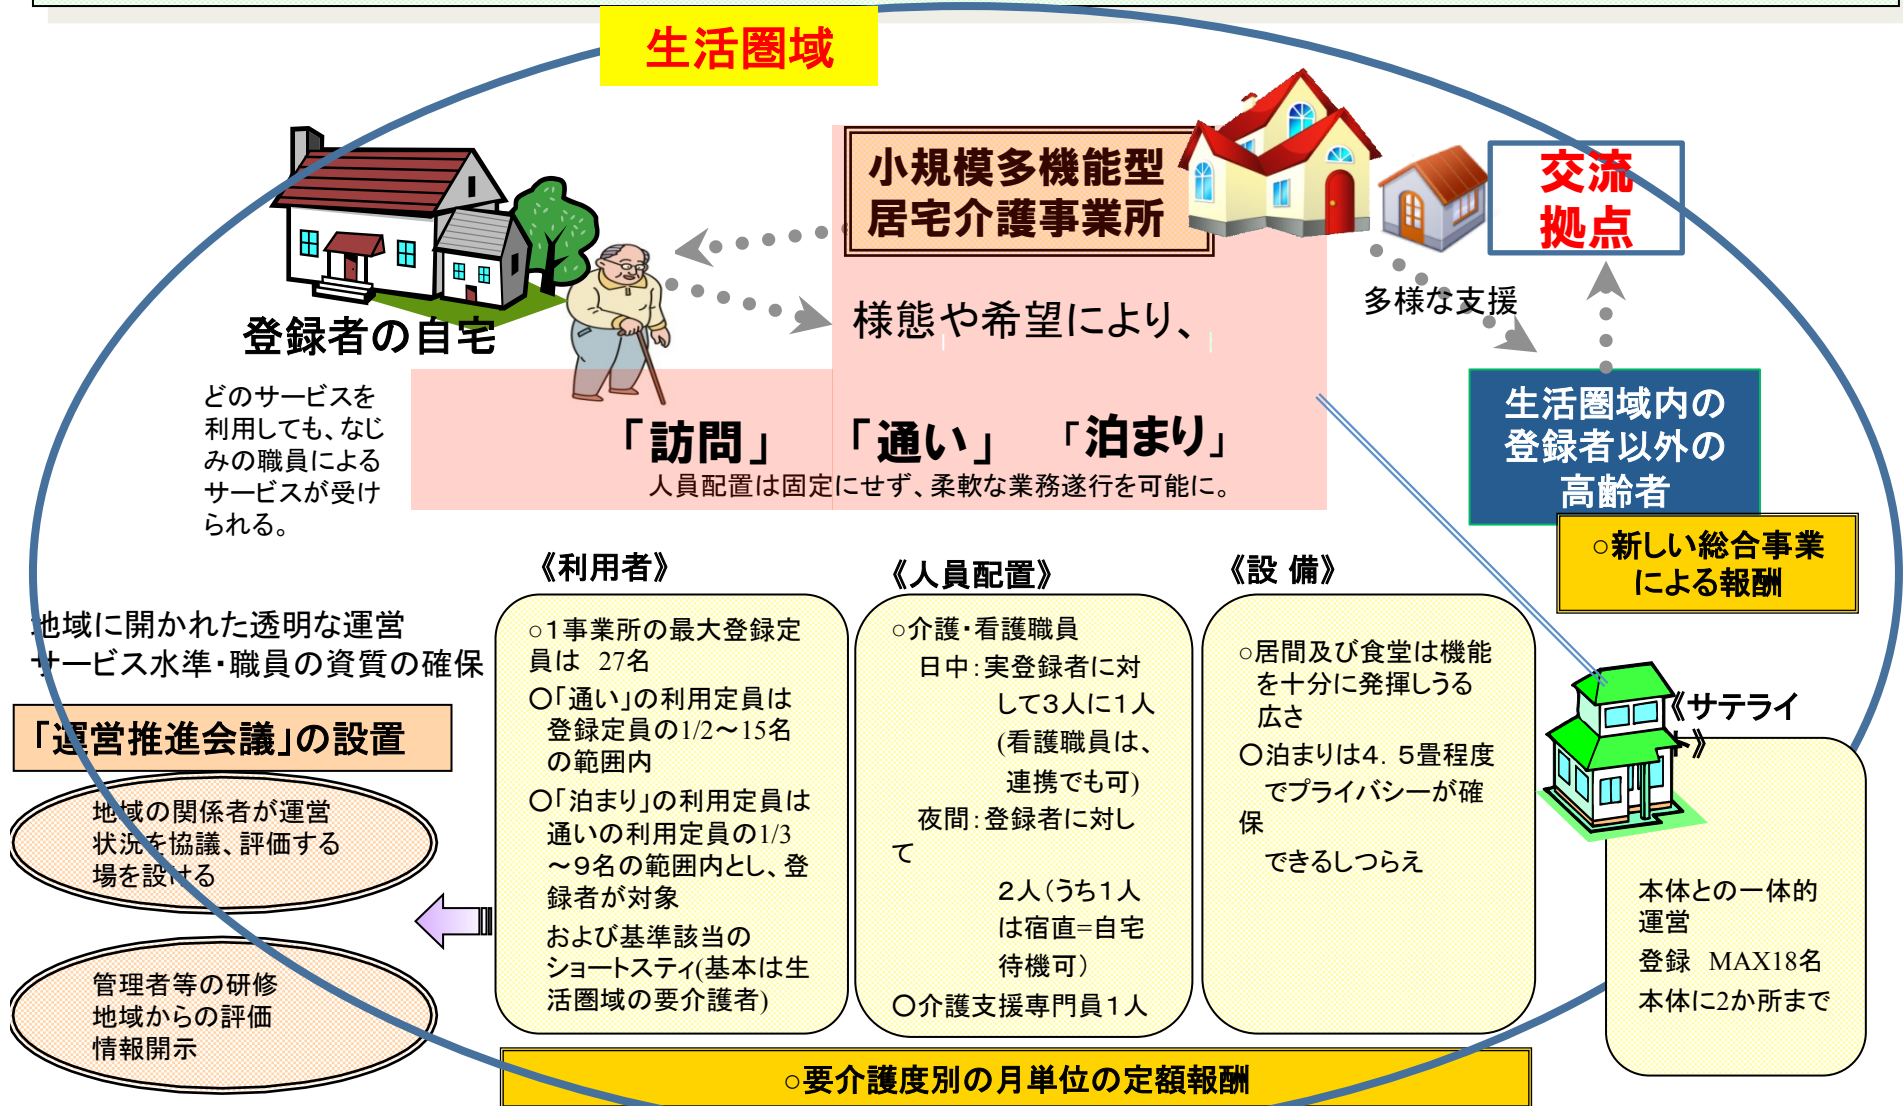 生活圏域
小規模多機能型
居宅介護事業所
交流
拠点
登録者の自宅
様態や希望により、
多様な支援
どのサービスを
利用しても、なじ
みの職員による
サービスが受け
られる。
「訪問」 「通い」 「泊まり」
人員配置は固定にせず、柔軟な業務遂行を可能に。
生活圏域内の
登録者以外の
高齢者
○新しい総合事業
による報酬
地域に開かれた透明な運営
サービス水準・職員の資質の確保
「運営推進会議」の設置
地域の関係者が運営
状況を協議、評価する
場を設ける
管理者等の研修
地域からの評価
情報開示
《利用者》
○1事業所の最大登録定
員は 27名
〇「通い」の利用定員は
登録定員の1/2~15名
の範囲内
〇「泊まり」の利用定員は
通いの利用定員の1/3
~9名の範囲内とし、登
録者が対象
および基準該当の
ショートスティ(基本は生
活圏域の要介護者)
《人員配置》
○介護・看護職員
日中:実登録者に対
して3人に1人
(看護職員は、
連携でも可)
夜間:登録者に対し
て
2人(うち1人
は宿直=自宅
待機可)
〇介護支援専門員1人
《設 備》
○居間及び食堂は機能
を十分に発揮しうる
広さ
〇泊まりは4.5畳程度
でプライバシーが確
保
できるしつらえ
《サテライ
ト》
本体との一体的
運営
登録 MAX18名
本体に2か所まで
○要介護度別の月単位の定額報酬